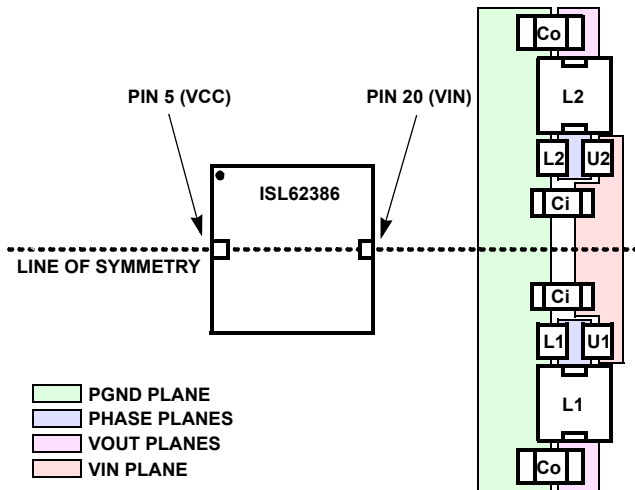 Co
PIN 5 (VCC)
PIN 20 (VIN)
L2
L2
U2
ISL62386
Ci
LINE OF SYMMETRY
Ci
L1
U1
L1
PGND PLANE
PHASE PLANES
VOUT PLANES
VIN PLANE
Co